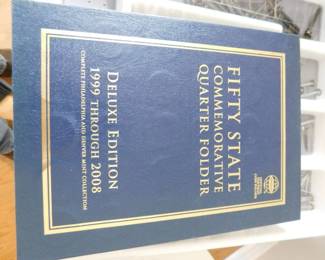 FIFTY STATE
COMMEMORATIVE
QUARTER FOLDER
DELUXE EDITION
1999 THROUGH 2008
COMPLETE PHILADELPHIA AND DENVER MINT COLLECTION